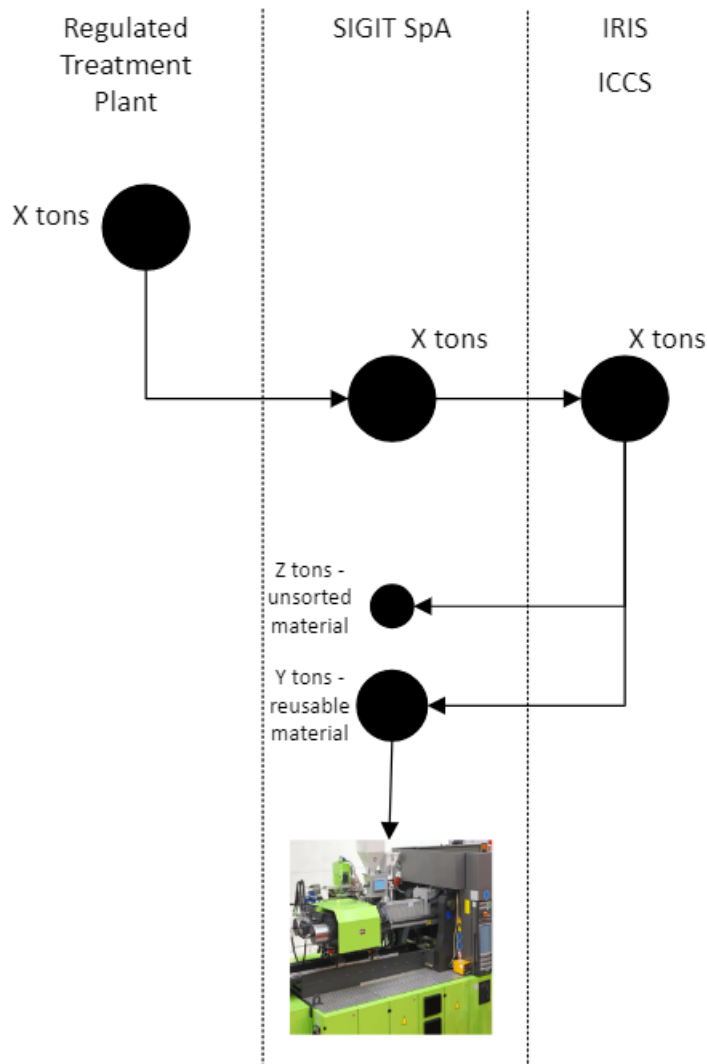 Regulated
Treatment
Plant
SIGIT SpA
IRIS
ICCS
X tons
X tons
X tons
Z tons -
unsorted
material
Y tons -
reusable
material